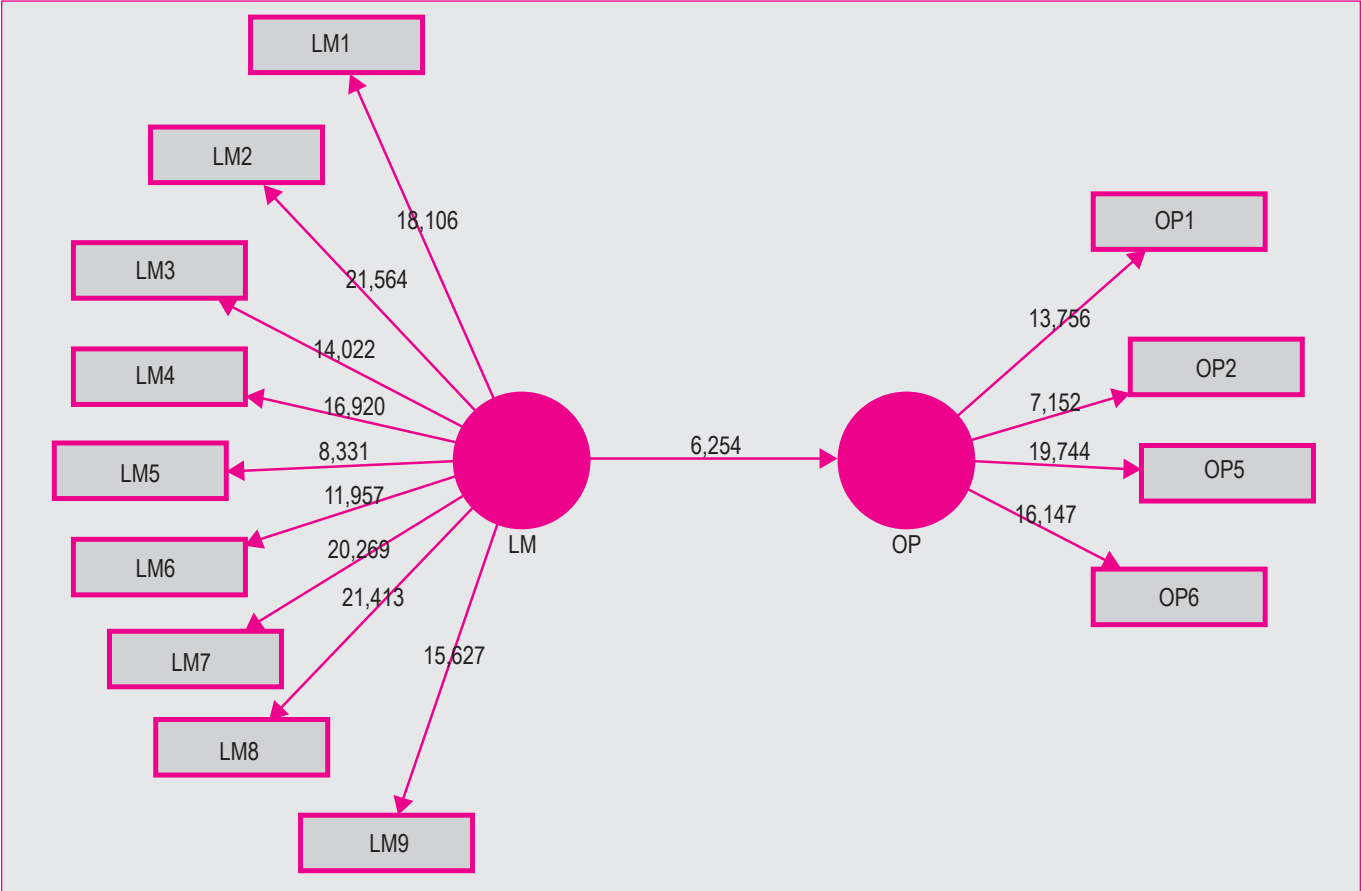 LM1
LM2
18,106
OP1
LM3
21,564
13,756
14,022
LM4
OP2
16,920
7,152
8,331
6,254
19,744
LM5
OP5
11,957
16,147
LM
OP
20,269
LM6
21,413
OP6
15,627
LM7
LM8
LM9